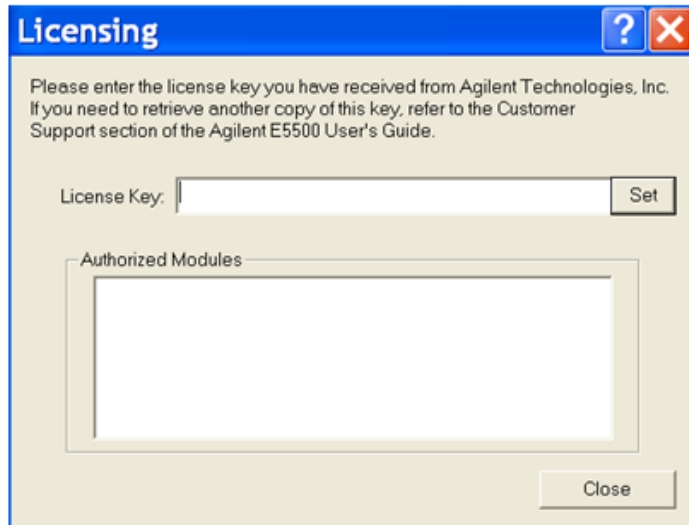 Licensing
?
X
Please enter the license key you have received from Agilent Technologies, Inc.
If you need to retrieve another copy of this key, refer to the Customer
Support section of the Agilent E5500 User's Guide.
License Key:
Set
Authorized Modules
Close